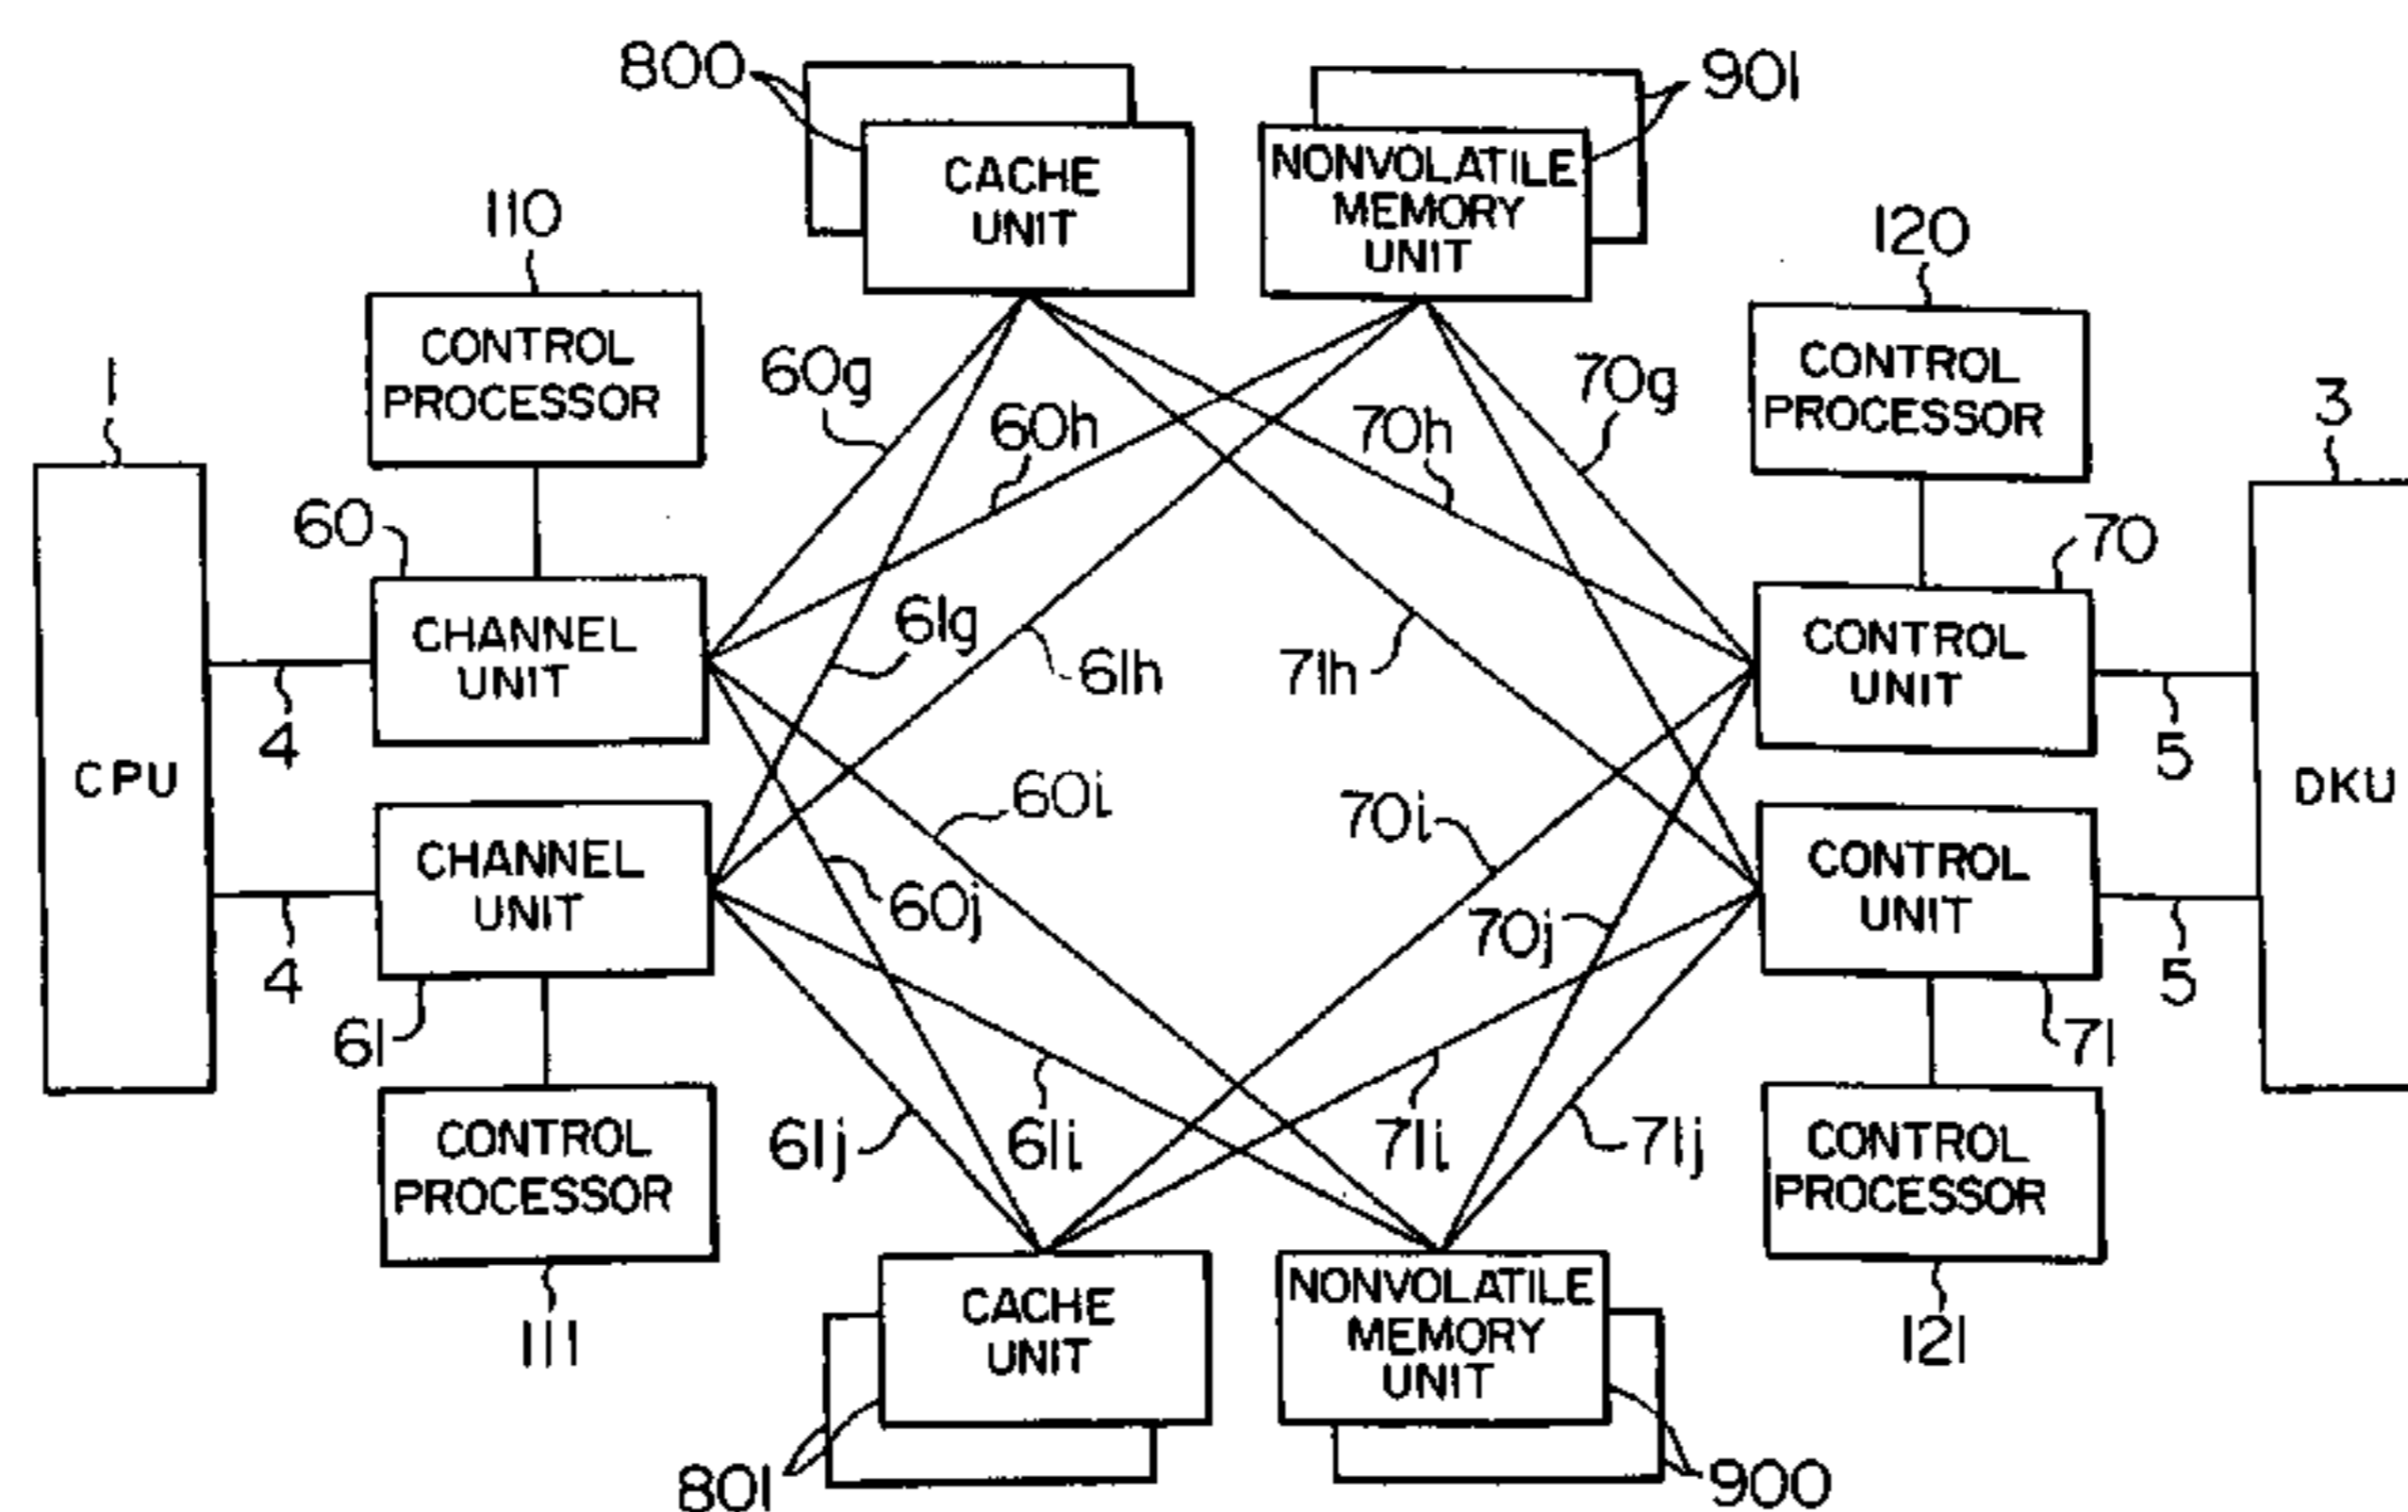 800
901
CACHE
UNIT
NONVOLATILE
MEMORY
UNIT
110
120
CONTROL
PROCESSOR
CONTROL
PROCESSOR
1
3
60g
60h
70h
70g
60
70
CHANNEL
UNIT
61g
61h
71h
CONTROL
UNIT
4
5
CPU
DKU
60i
70i
CHANNEL
UNIT
60j
70j
CONTROL
UNIT
4
5
61
71
61j
61i
71i
71j
CONTROL
PROCESSOR
CONTROL
PROCESSOR
111
121
CACHE
UNIT
NONVOLATILE
MEMORY
UNIT
801
900